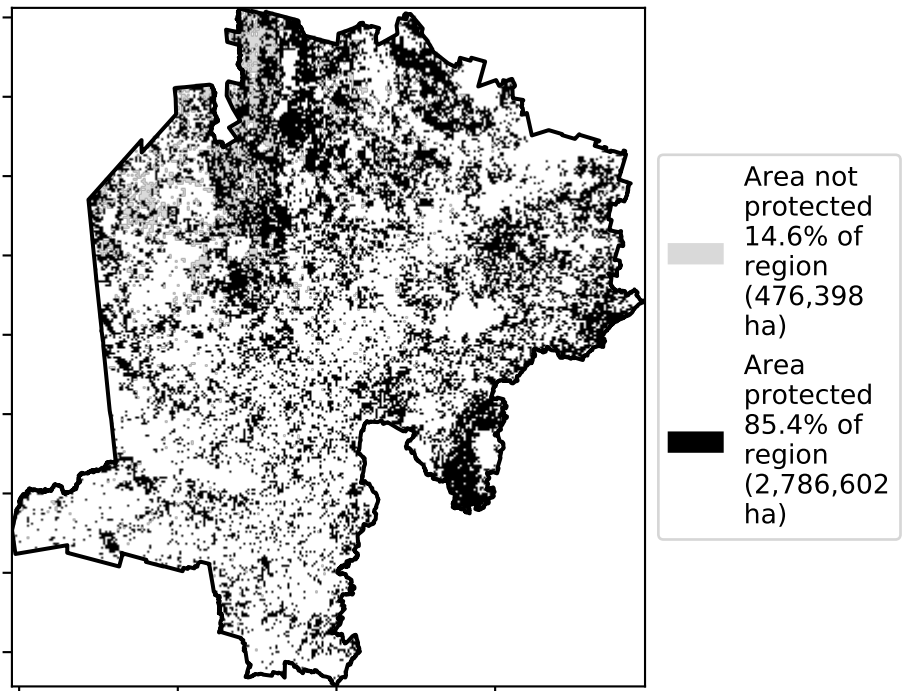 Area not
protected
14.6% of
region
(476,398
ha)
Area
protected
85.4% of
region
(2,786,602
ha)